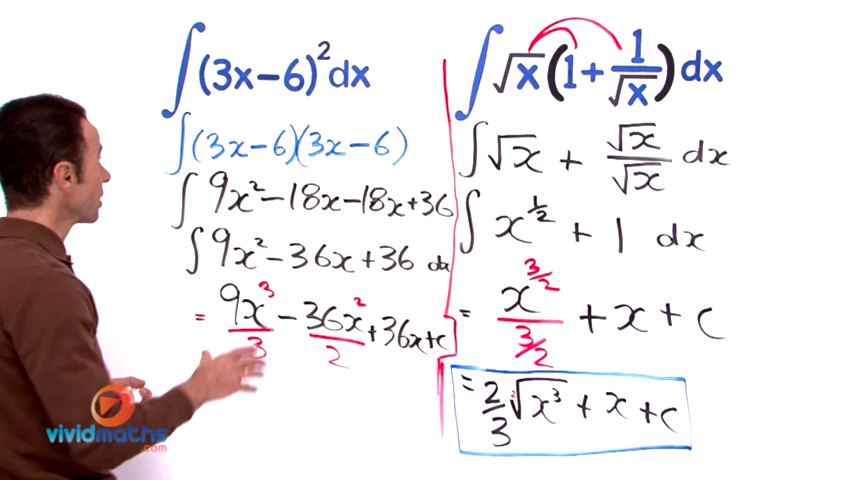 ∫(3x−6)²dx
∫(3x−6)(3x−6)
∫ 9x²−18x−18x+36
∫ 9x²−36x+36 dx
= 9x³/3 − 36x²/2 + 36x+c
∫√x(1+1/√x)dx
∫√x + √x/√x dx
∫ x^½ + 1 dx
= x^(3/2)/(3/2) + x + c
= 2/3 ²√x³ + x + c
vividmaths
.com